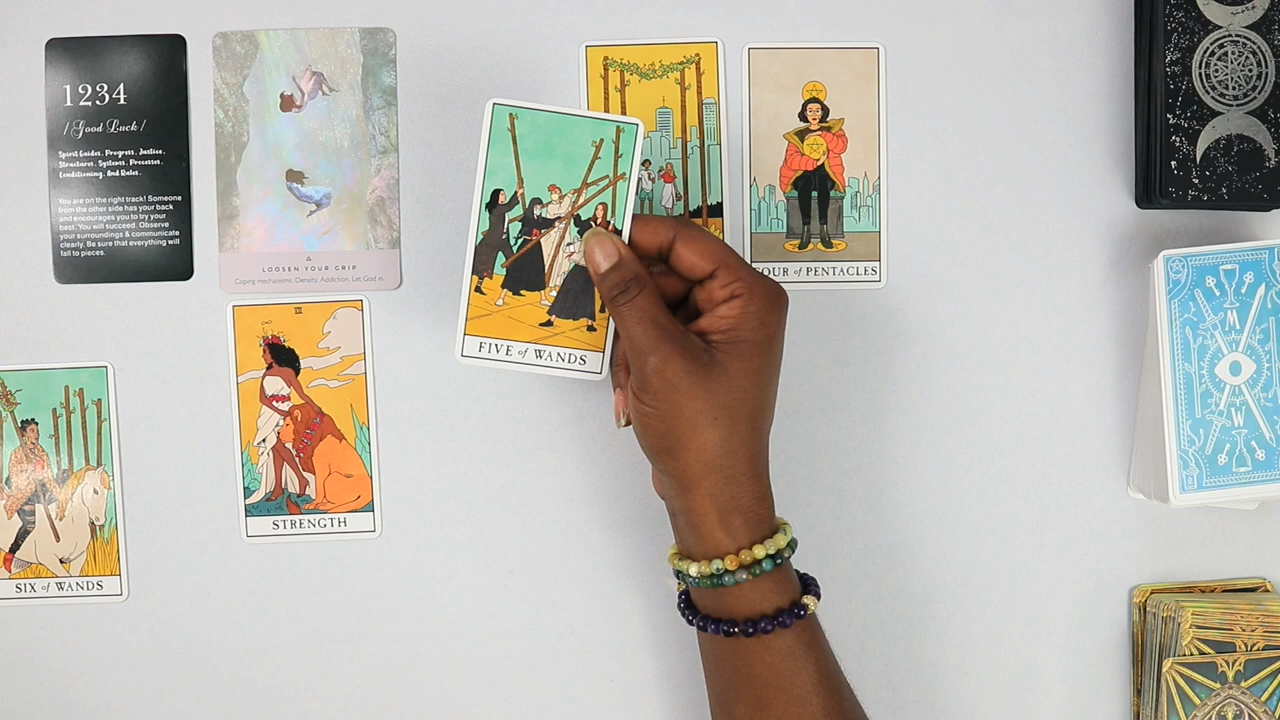 1234
/Good Luck/
Spirit Guides, Progress, Justice,
Structures, Systems, Processes,
Conditioning, And Rules.
You are on the right track! Someone
from the other side has your back
and encourages you to try your
best. You will succeed. Observe
your surroundings & communicate
clearly. Be sure that everything will
fall to pieces.
LOOSEN YOUR GRIP
Coping mechanisms. Density. Addiction. Let God in.
FIVE of WANDS
FOUR of PENTACLES
VIII
STRENGTH
SIX of WANDS
M
W